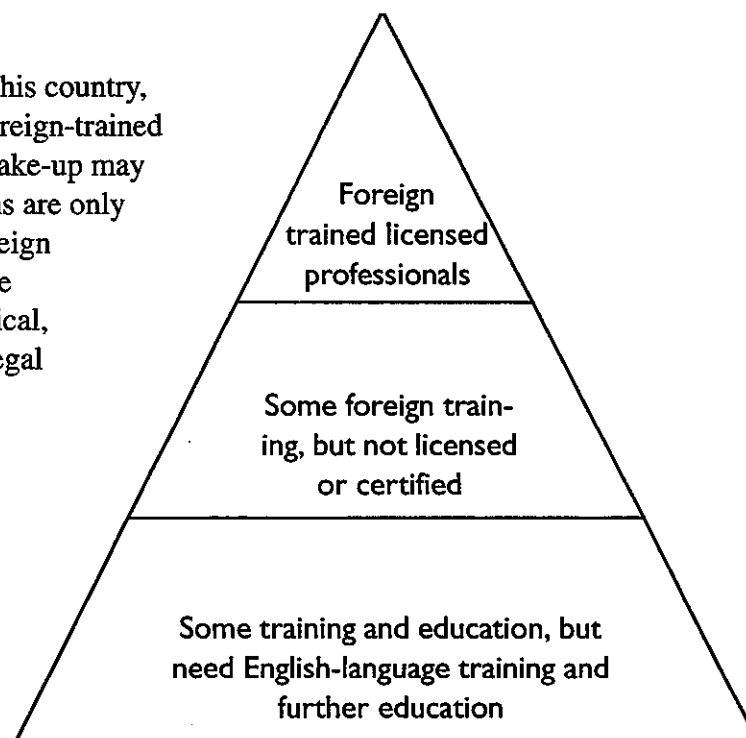 his country,
reign-trained
ake-up may
s are only
eign
e
ical,
egal
Foreign
trained licensed
professionals
Some foreign train-
ing, but not licensed
or certified
Some training and education, but
need English-language training and
further education